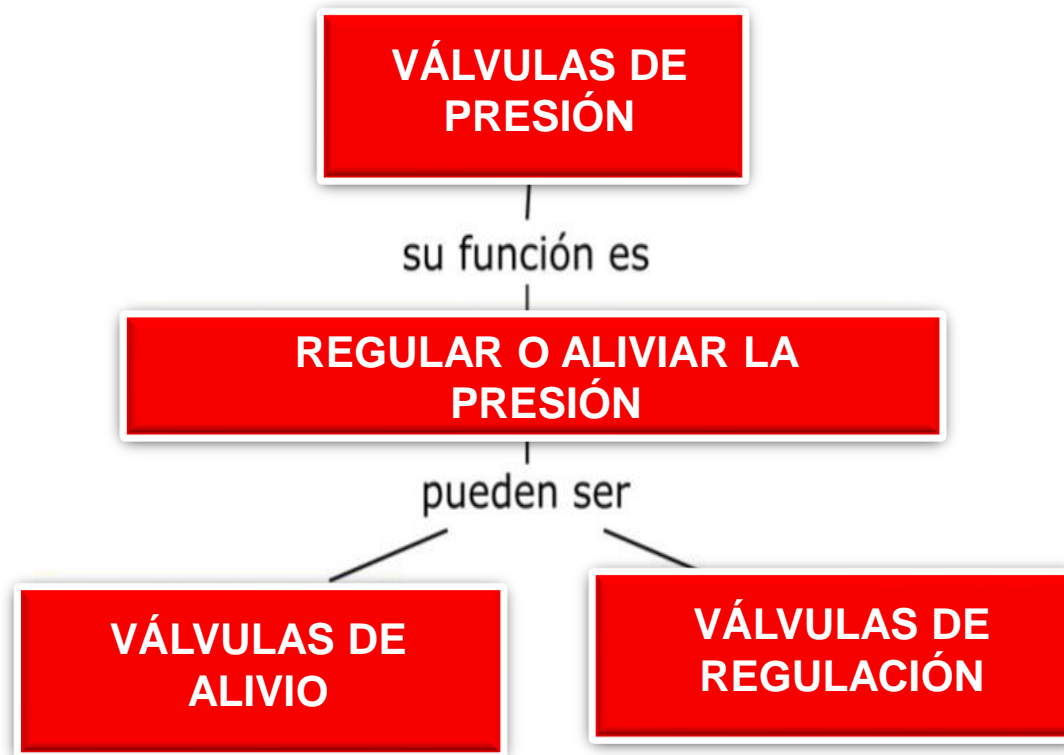 VÁLVULAS DE
PRESIÓN
su función es
REGULAR O ALIVIAR LA
PRESIÓN
pueden ser
VÁLVULAS DE
ALIVIO
VÁLVULAS DE
REGULACIÓN